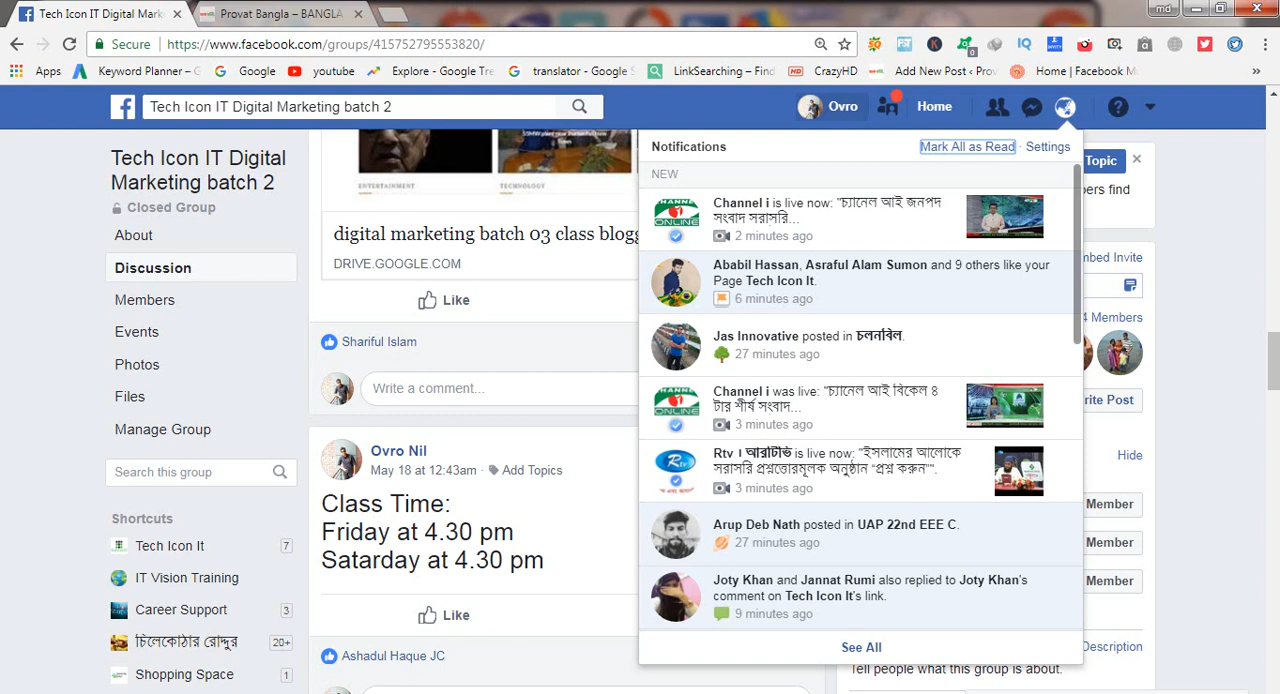 Tech Icon IT Digital Mark
Provat Bangla – BANGLA
md
Secure
https://www.facebook.com/groups/415752795553820/
Apps
Keyword Planner – G
Google
youtube
Explore - Google Tre
translator - Google S
LinkSearching – Find
CrazyHD
Add New Post ‹ Prov
Home | Facebook M
Tech Icon IT Digital Marketing batch 2
Ovro
Home
Tech Icon IT Digital
Marketing batch 2
Closed Group
About
Discussion
Members
Events
Photos
Files
Manage Group
Search this group
Shortcuts
Tech Icon It 7
IT Vision Training
Career Support 3
চিলেকোঠার রোদ্দুর 20+
Shopping Space 1
ENTERTAINMENT
TECHNOLOGY
digital marketing batch 03 class blogg
DRIVE.GOOGLE.COM
Like
Shariful Islam
Write a comment...
Ovro Nil
May 18 at 12:43am · Add Topics
Class Time:
Friday at 4.30 pm
Satarday at 4.30 pm
Like
Ashadul Haque JC
Notifications
Mark All as Read · Settings
NEW
Channel i is live now: "চ্যানেল আই জনপদ
সংবাদ সরাসরি...
2 minutes ago
Ababil Hassan, Asraful Alam Sumon and 9 others like your
Page Tech Icon It.
6 minutes ago
Jas Innovative posted in চলনবিল.
27 minutes ago
Channel i was live: "চ্যানেল আই বিকেল ৪
টার শীর্ষ সংবাদ...
3 minutes ago
Rtv । আরটিভি is live now: "ইসলামের আলোকে
সরাসরি প্রশ্নোত্তরমূলক অনুষ্ঠান “প্রশ্ন করুন”".
3 minutes ago
Arup Deb Nath posted in UAP 22nd EEE C.
27 minutes ago
Joty Khan and Jannat Rumi also replied to Joty Khan's
comment on Tech Icon It's link.
9 minutes ago
See All
Topic
bers find
mbed Invite
4 Members
rite Post
Hide
Member
Member
Member
Description
Tell people what this group is about.